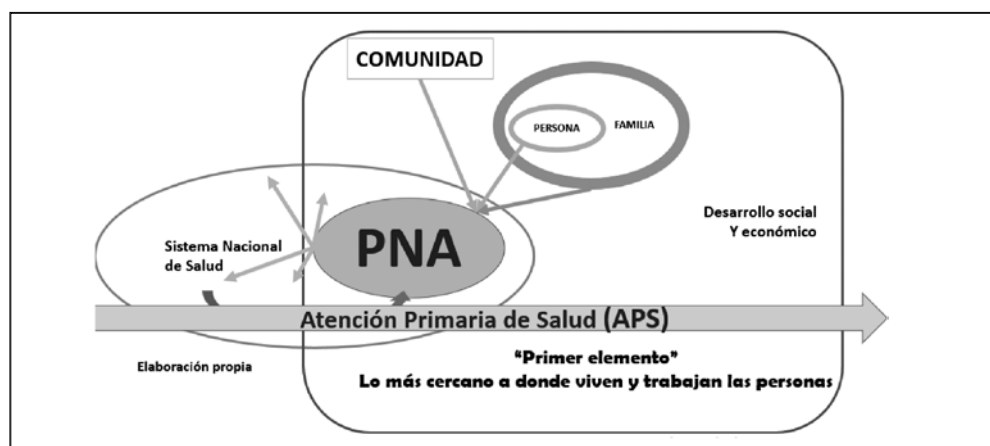 COMUNIDAD
PERSONA
FAMILIA
Desarrollo social
Y económico
PNA
Sistema Nacional
de Salud
Atención Primaria de Salud (APS)
Elaboración propia
“Primer elemento”
Lo más cercano a donde viven y trabajan las personas